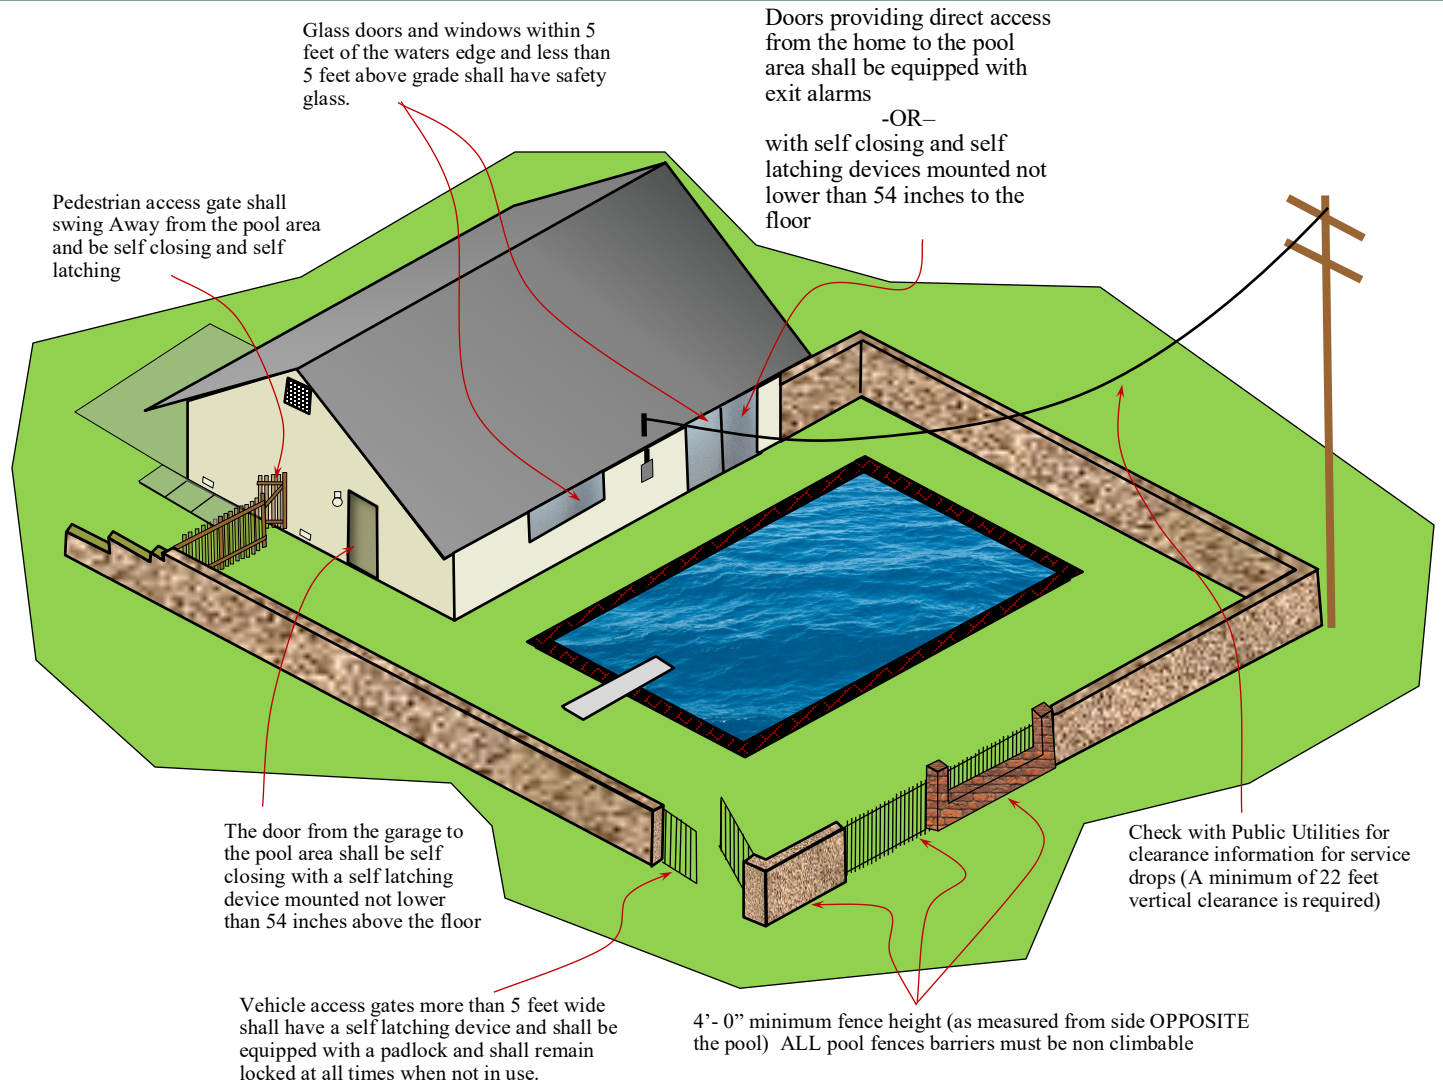 Glass doors and windows within 5
feet of the waters edge and less than
5 feet above grade shall have safety
glass.
Doors providing direct access
from the home to the pool
area shall be equipped with
exit alarms
-OR–
with self closing and self
latching devices mounted not
lower than 54 inches to the
floor
Pedestrian access gate shall
swing Away from the pool area
and be self closing and self
latching
The door from the garage to
the pool area shall be self
closing with a self latching
device mounted not lower
than 54 inches above the floor
Check with Public Utilities for
clearance information for service
drops (A minimum of 22 feet
vertical clearance is required)
Vehicle access gates more than 5 feet wide
shall have a self latching device and shall be
equipped with a padlock and shall remain
locked at all times when not in use.
4’- 0” minimum fence height (as measured from side OPPOSITE
the pool)  ALL pool fences barriers must be non climbable